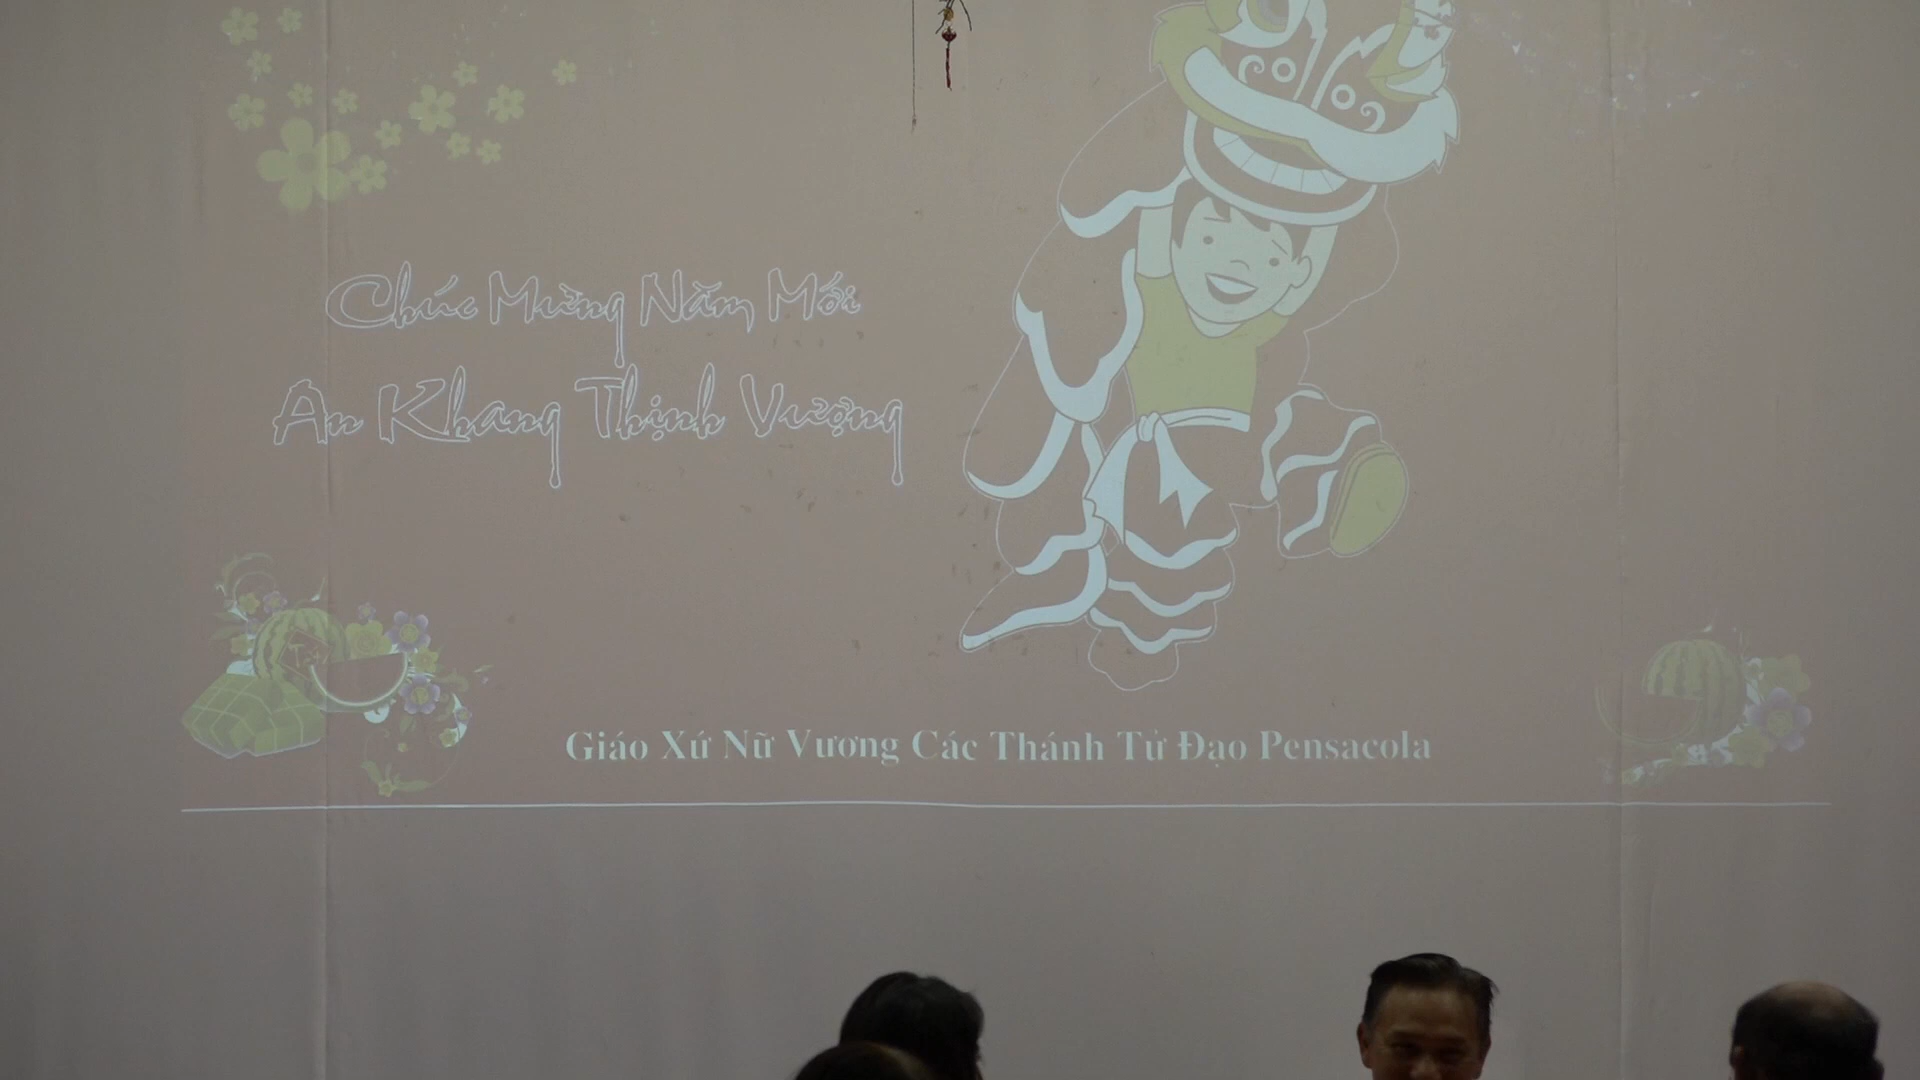 Chúc Mừng Năm Mới
An Khang Thịnh Vượng
Giáo Xứ Nữ Vương Các Thánh Tử Đạo Pensacola